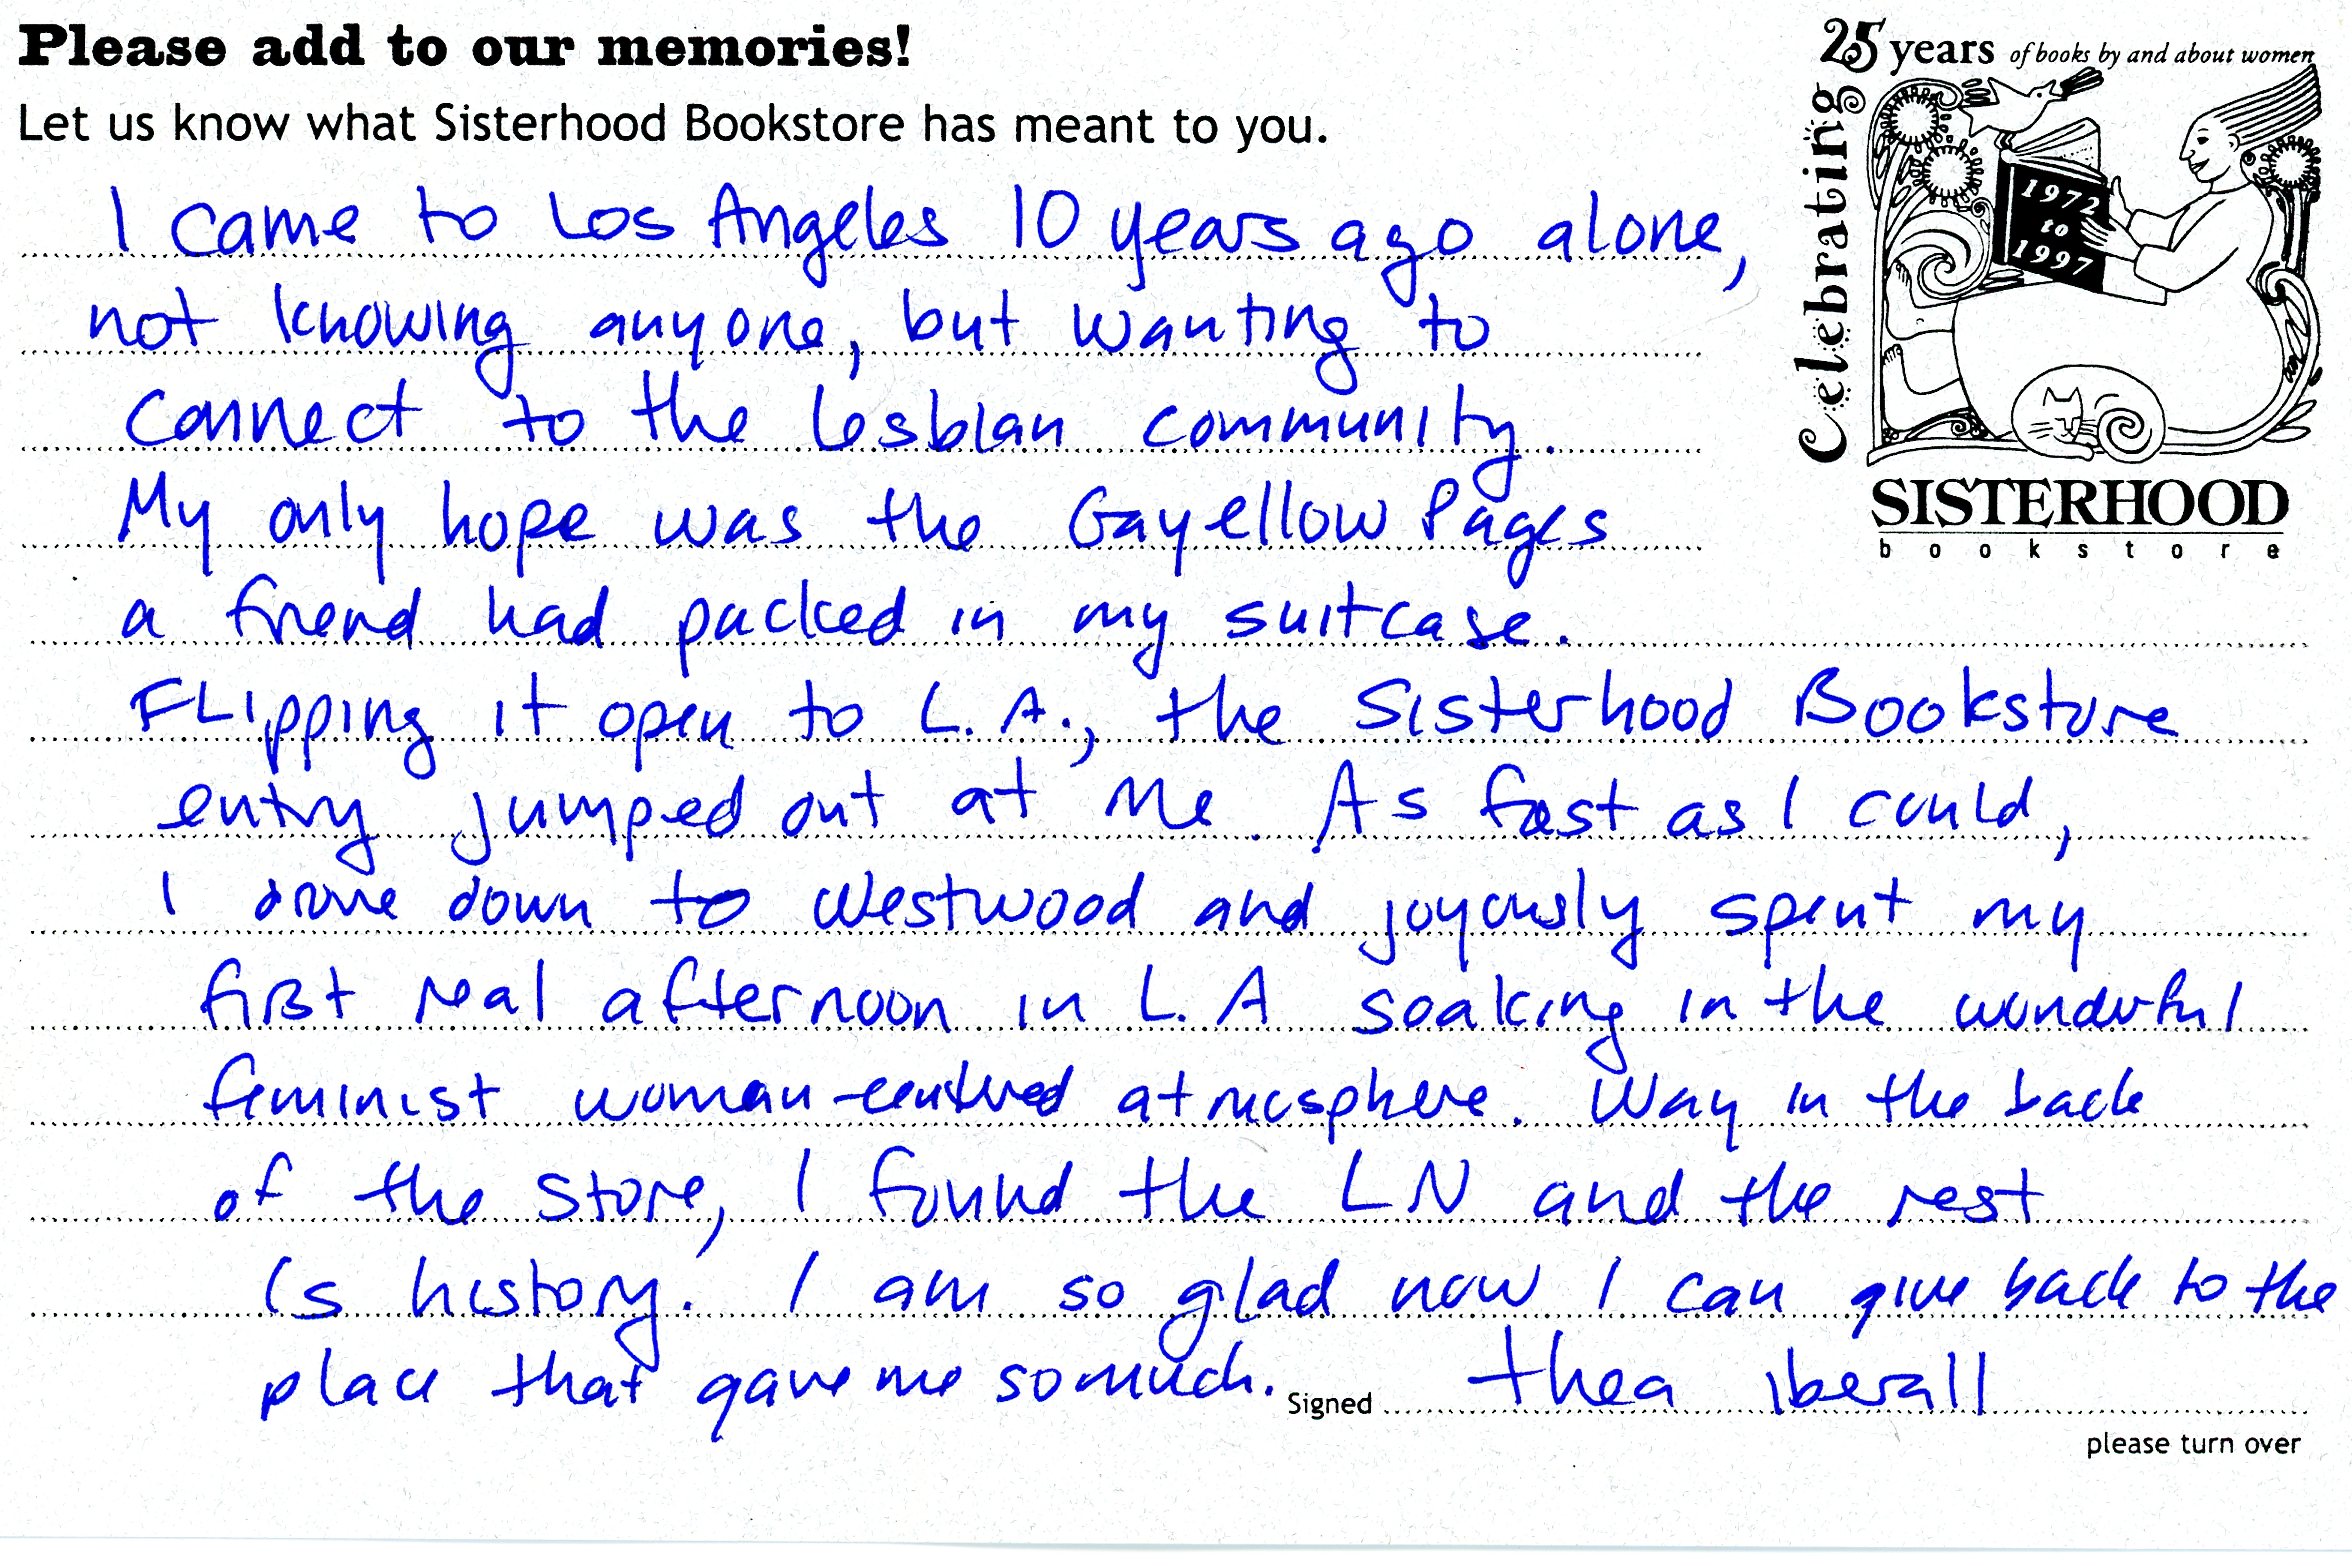 Please add to our memories!
Let us know what Sisterhood Bookstore has meant to you.
25 years of books by and about women
Celebrating
1972
to
1997
SISTERHOOD
bookstore
I came to Los Angeles 10 years ago alone,
not knowing anyone, but wanting to
connect to the lesbian community.
My only hope was the Gayellow Pages
a friend had packed in my suitcase.
FLipping it open to L.A., the Sisterhood Bookstore
entry jumped out at me. As fast as I could,
I drove down to Westwood and joyously spent my
first real afternoon in L.A soaking in the wonderful
feminist woman-centered atmosphere. Way in the back
of the store, I found the LN and the rest
is history. I am so glad now I can give back to the
place that gave me so much. Signed thea iberall
please turn over